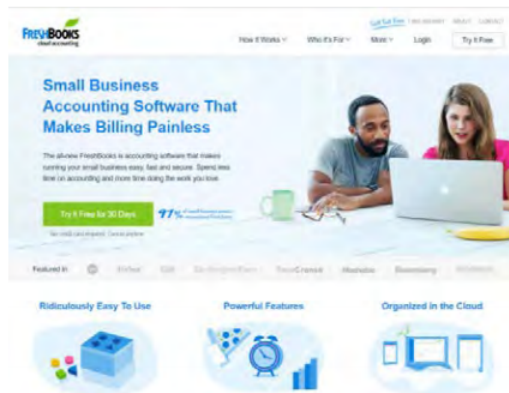 FRESHBOOKS
cloud accounting
How It Works Who It's For More Login Try It Free
Small Business
Accounting Software That
Makes Billing Painless
The all-new FreshBooks is accounting software that makes
running your small business easy, fast and secure. Spend less
time on accounting and more time doing the work you love.
Try It Free for 30 Days 97%
Featured in Forbes
Ridiculously Easy To Use Powerful Features Organized in the Cloud